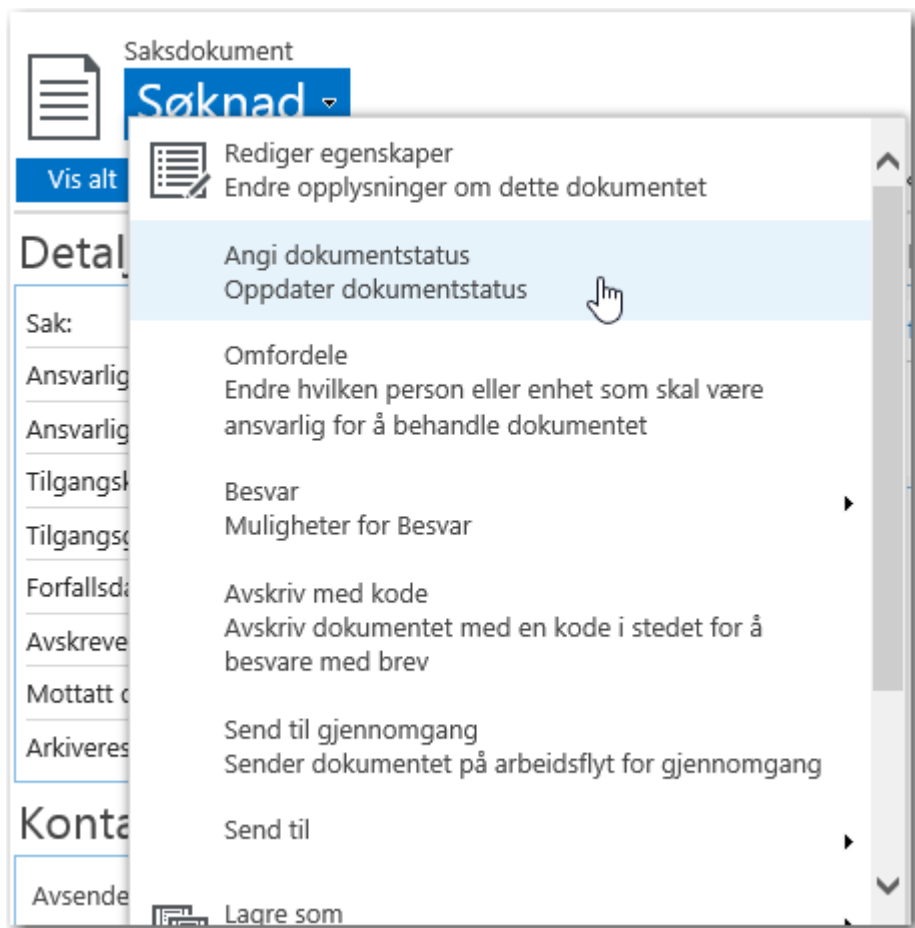 Saksdokument
Søknad
Vis alt
Rediger egenskaper
Endre opplysninger om dette dokumentet
Detal
Angi dokumentstatus
Oppdater dokumentstatus
Sak:
Omfordele
Endre hvilken person eller enhet som skal være
ansvarlig for å behandle dokumentet
Ansvarlig
Ansvarlig
Tilgangsk
Besvar
Muligheter for Besvar
Tilgangsg
Forfallsda
Avskriv med kode
Avskriv dokumentet med en kode i stedet for å
besvare med brev
Avskreve
Mottatt d
Arkiveres
Send til gjennomgang
Sender dokumentet på arbeidsflyt for gjennomgang
Konta
Send til
Avsende
Lagre som